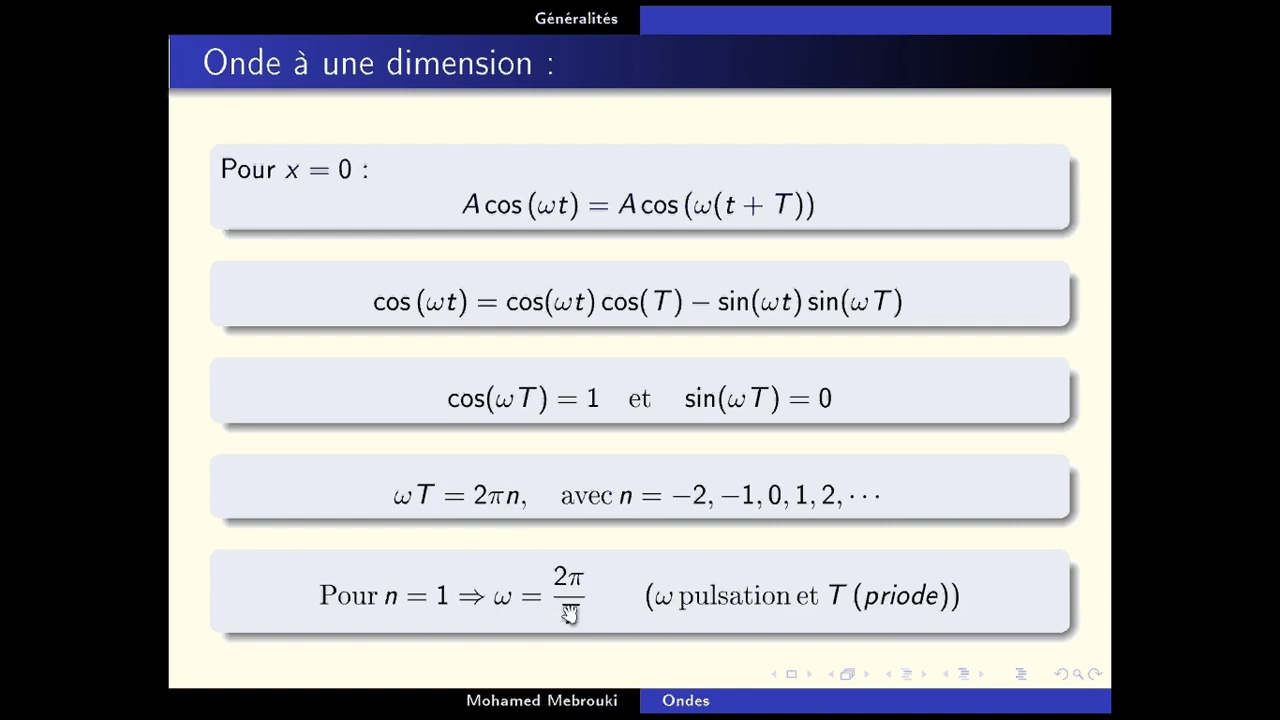 Généralités
Onde à une dimension :
Pour x = 0 :
A cos (ωt) = A cos (ω(t + T))
cos (ωt) = cos(ωt) cos(T) − sin(ωt) sin(ωT)
cos(ωT) = 1 et sin(ωT) = 0
ωT = 2πn, avec n = −2, −1, 0, 1, 2, ⋯
Pour n = 1 ⇒ ω = 2π/T (ω pulsation et T (priode))
Mohamed Mebrouki Ondes